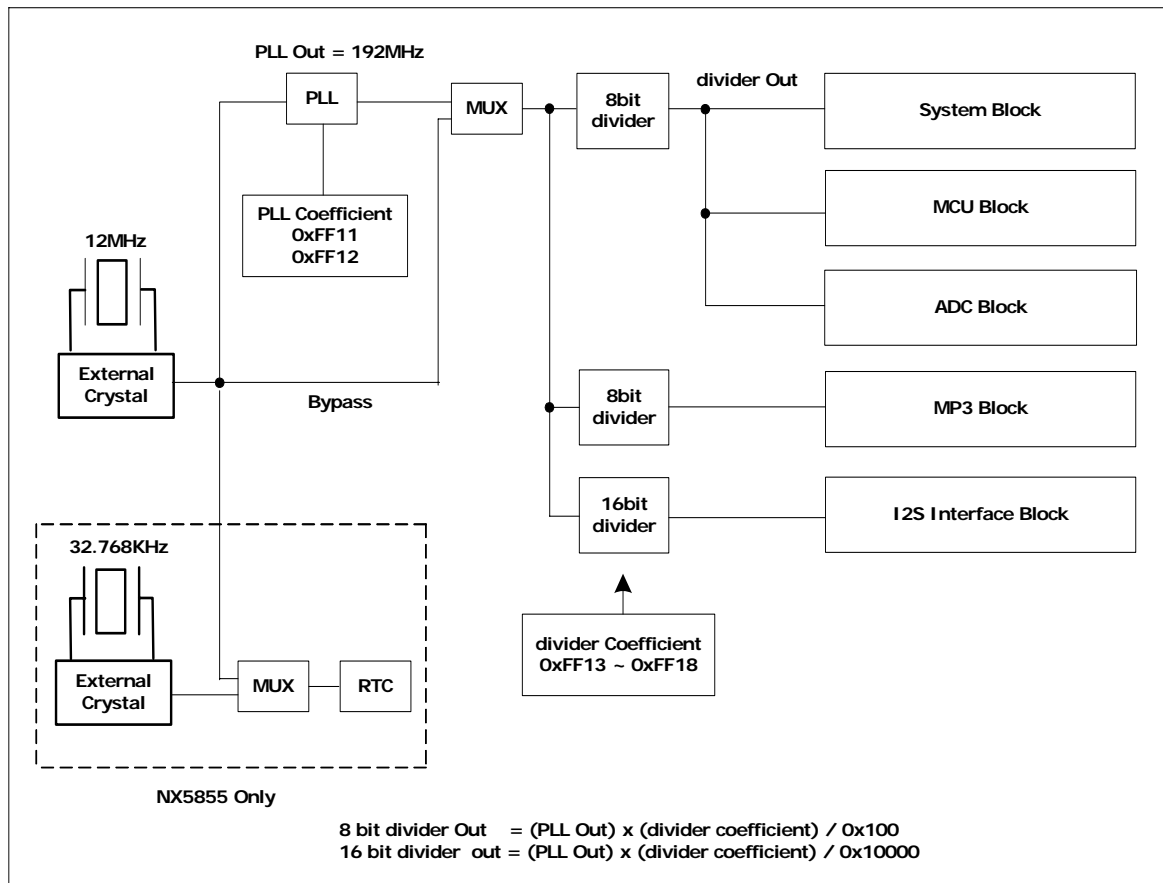 PLL Out = 192MHz
PLL
MUX
8bit
divider
divider Out
System Block
PLL Coefficient
0xFF11
0xFF12
MCU Block
12MHz
ADC Block
External
Crystal
Bypass
8bit
divider
MP3 Block
16bit
divider
I2S Interface Block
32.768KHz
divider Coefficient
0xFF13 ~ 0xFF18
External
Crystal
MUX
RTC
NX5855 Only
8 bit divider Out = (PLL Out) x (divider coefficient) / 0x100
16 bit divider out = (PLL Out) x (divider coefficient) / 0x10000